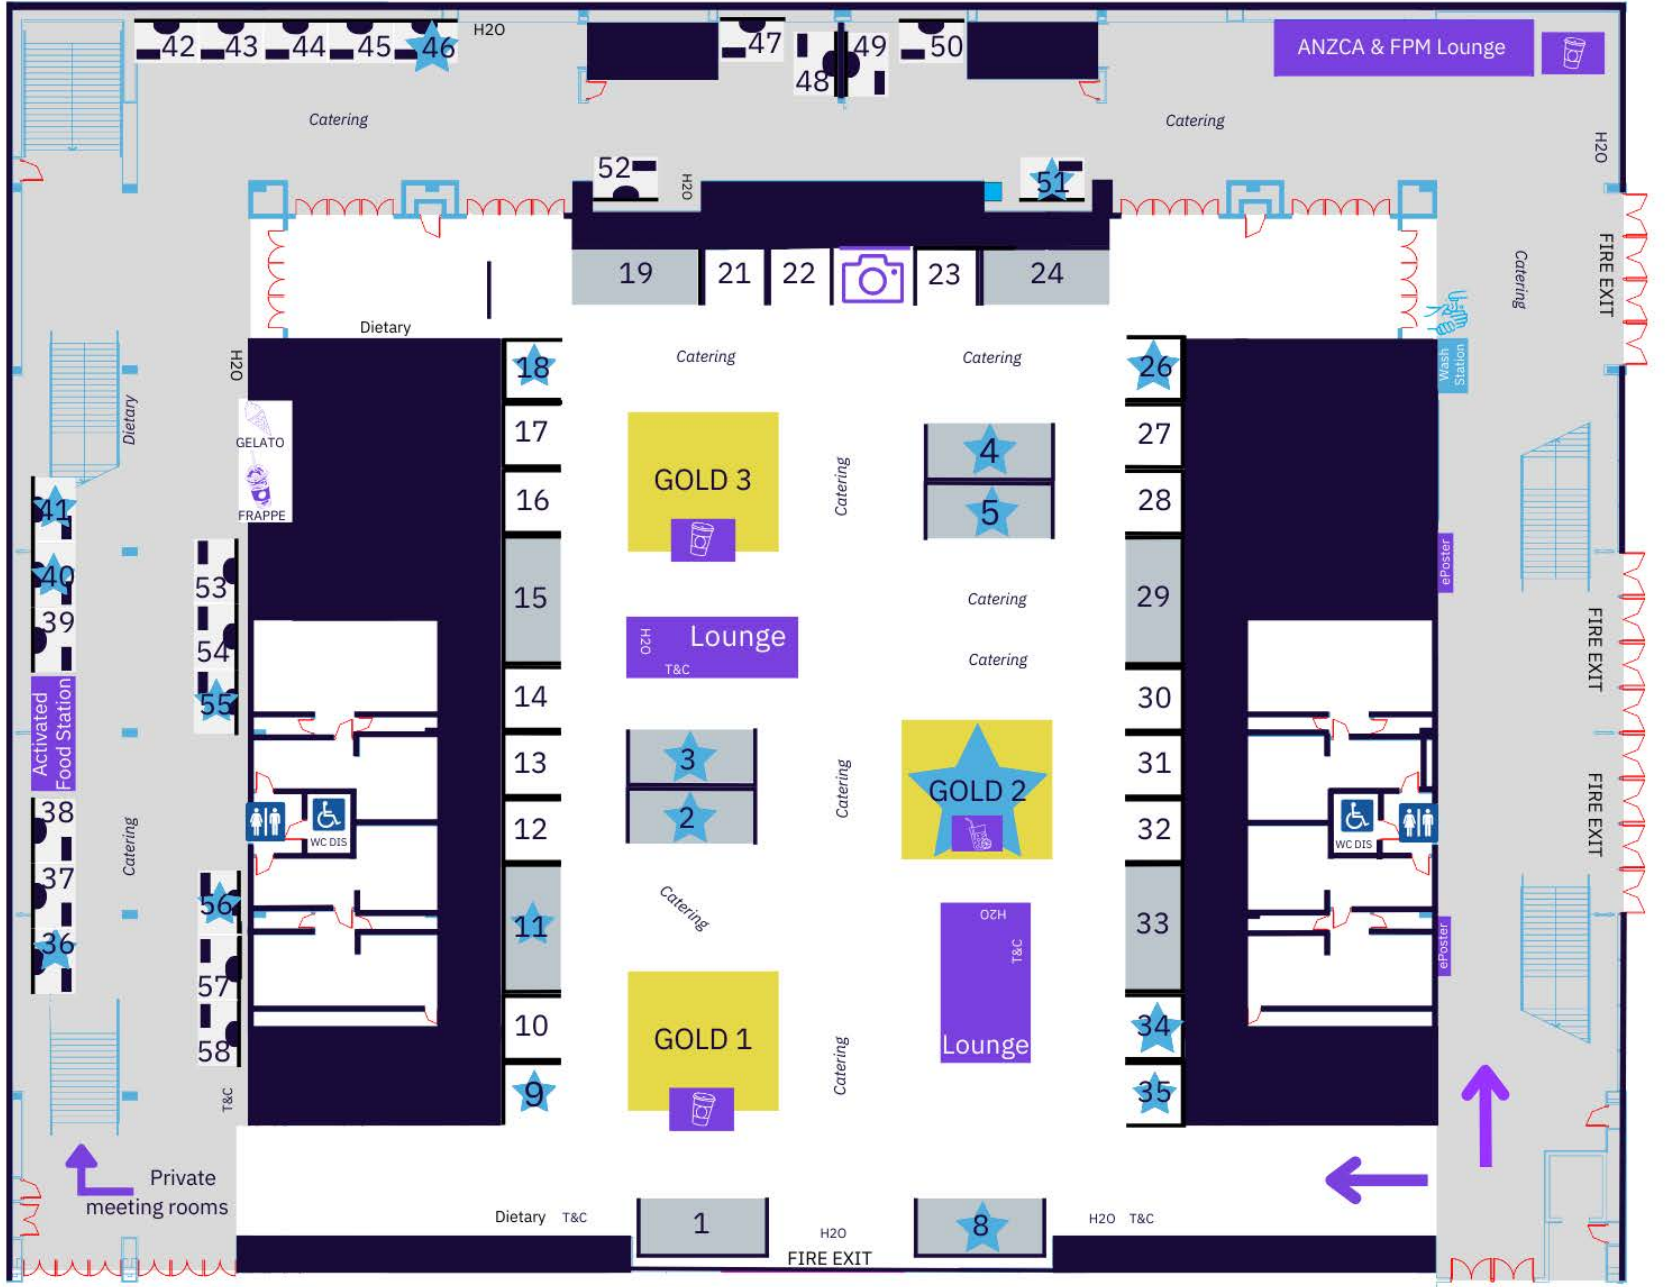 42 43 44 45 46
H2O
47
48
49
50
ANZCA & FPM Lounge
Catering
Catering
H2O
52
H2O
51
FIRE EXIT
Catering
19
21
22
23
24
Dietary
H2O
Wash
Station
Catering
Catering
18
26
Dietary
17
27
GELATO
FRAPPE
GOLD 3
Catering
4
5
16
28
41
40
39
53
54
55
ePoster
15
29
Catering
Catering
FIRE EXIT
H2O
Lounge
T&C
Activated
Food Station
14
30
13
31
3
2
Catering
GOLD 2
FIRE EXIT
38
37
36
Catering
WC DIS
WC DIS
12
32
56
57
58
Catering
11
33
H2O
T&C
Lounge
ePoster
10
34
GOLD 1
Catering
9
35
T&C
Private
meeting rooms
Dietary T&C
1
H2O
8
H2O T&C
FIRE EXIT